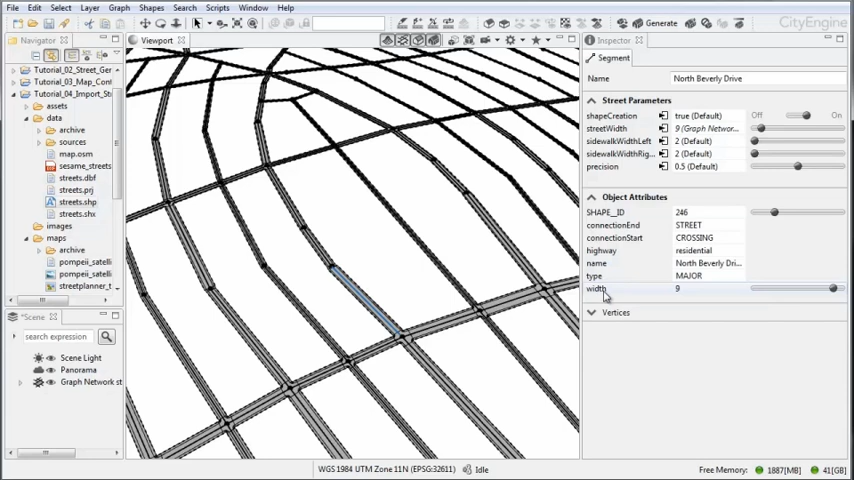 File Edit Select Layer Graph Shapes Search Scripts Window Help
CityEngine
Generate
Navigator
Tutorial_02_Street_Ger
Tutorial_03_Map_Cont
Tutorial_04_Import_St
assets
data
archive
sources
map.osm
sesame_streets
streets.dbf
streets.prj
streets.shp
streets.shx
images
maps
archive
pompeii_satelli
pompeii_satelli
streetplanner_t
*Scene
search expression
Scene Light
Panorama
Graph Network st
Viewport
Inspector
Segment
Name North Beverly Drive
Street Parameters
shapeCreation true (Default) Off On
streetWidth 9 (Graph Networ...
sidewalkWidthLeft 2 (Default)
sidewalkWidthRig... 2 (Default)
precision 0.5 (Default)
Object Attributes
SHAPE__ID 246
connectionEnd STREET
connectionStart CROSSING
highway residential
name North Beverly Dri...
type MAJOR
width 9
Vertices
WGS 1984 UTM Zone 11N (EPSG:32611) Idle
Free Memory: 1887[MB] 41[GB]